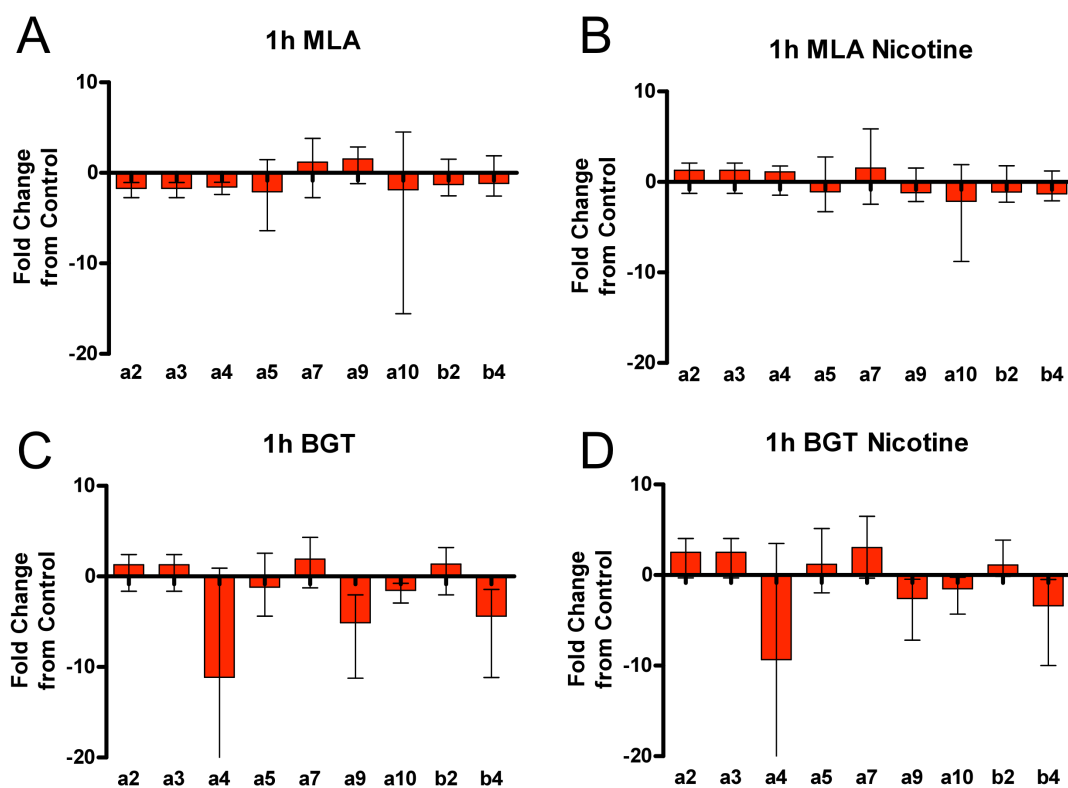 A
1h MLA
Fold Change
from Control
10
0
-10
-20
a2 a3 a4 a5 a7 a9 a10 b2 b4
B
1h MLA Nicotine
Fold Change
from Control
10
0
-10
-20
a2 a3 a4 a5 a7 a9 a10 b2 b4
C
1h BGT
Fold Change
from Control
10
0
-10
-20
a2 a3 a4 a5 a7 a9 a10 b2 b4
D
1h BGT Nicotine
Fold Change
from Control
10
0
-10
-20
a2 a3 a4 a5 a7 a9 a10 b2 b4